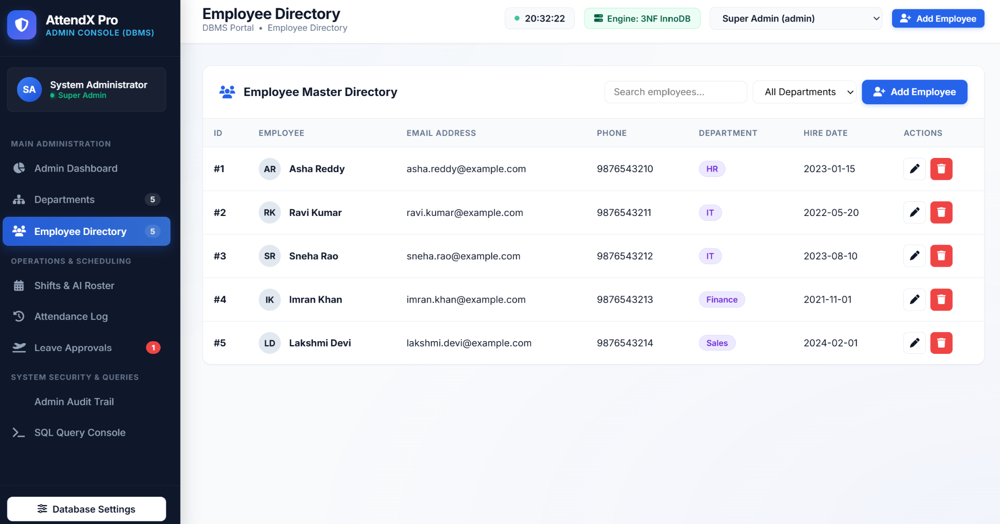 AttendX Pro
ADMIN CONSOLE (DBMS)
SA
System Administrator
Super Admin
MAIN ADMINISTRATION
Admin Dashboard
Departments 5
Employee Directory 5
OPERATIONS & SCHEDULING
Shifts & AI Roster
Attendance Log
Leave Approvals 1
SYSTEM SECURITY & QUERIES
Admin Audit Trail
SQL Query Console
Database Settings
Employee Directory
DBMS Portal • Employee Directory
20:32:22
Engine: 3NF InnoDB
Super Admin (admin)
Add Employee
Employee Master Directory
Search employees...
All Departments
Add Employee
ID EMPLOYEE EMAIL ADDRESS PHONE DEPARTMENT HIRE DATE ACTIONS
#1 AR Asha Reddy asha.reddy@example.com 9876543210 HR 2023-01-15
#2 RK Ravi Kumar ravi.kumar@example.com 9876543211 IT 2022-05-20
#3 SR Sneha Rao sneha.rao@example.com 9876543212 IT 2023-08-10
#4 IK Imran Khan imran.khan@example.com 9876543213 Finance 2021-11-01
#5 LD Lakshmi Devi lakshmi.devi@example.com 9876543214 Sales 2024-02-01